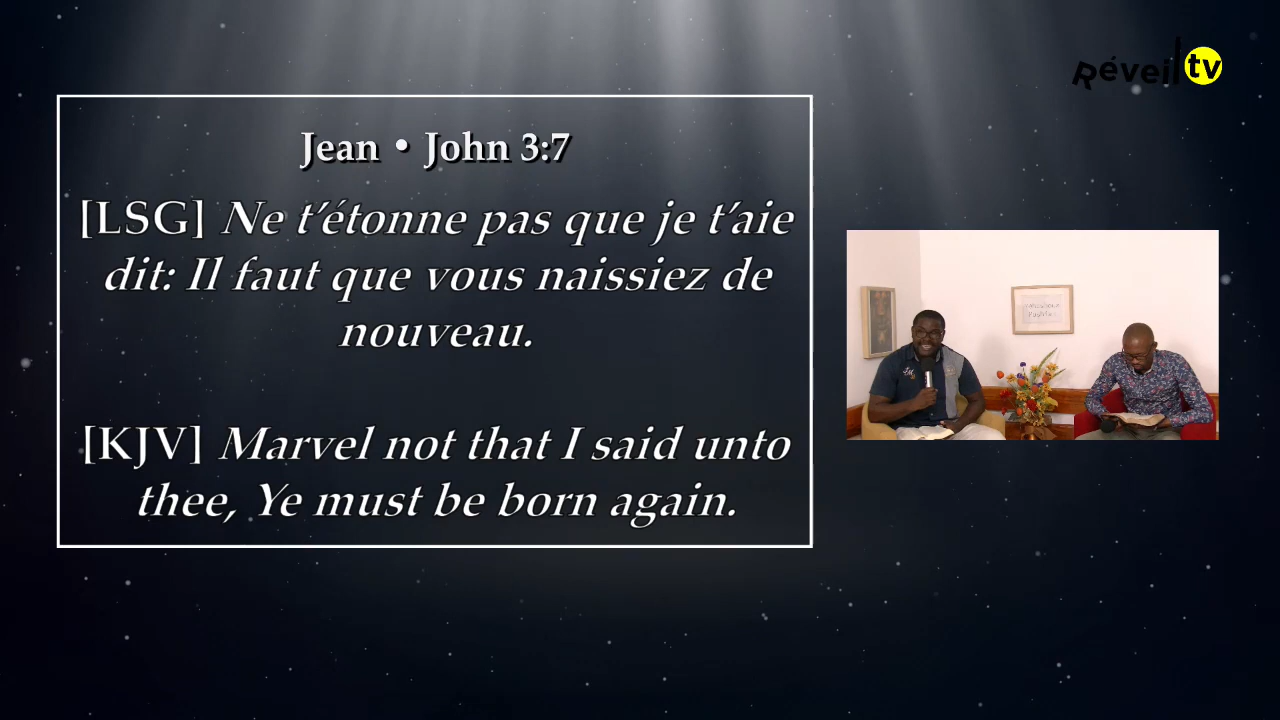 Réveil tv
Jean • John 3:7
[LSG] Ne t’étonne pas que je t’aie
dit: Il faut que vous naissiez de
nouveau.
[KJV] Marvel not that I said unto
thee, Ye must be born again.